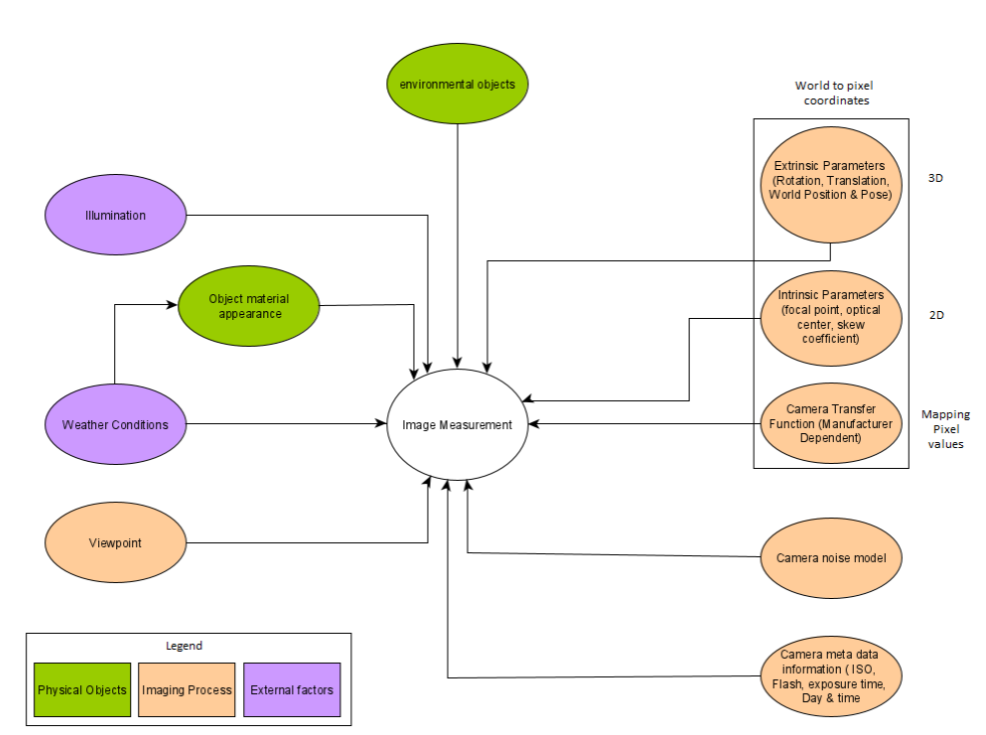 environmental objects
World to pixel
coordinates
Extrinsic Parameters
(Rotation, Translation,
World Position & Pose)
3D
Illumination
Object material
appearance
Intrinsic Parameters
(focal point, optical
center, skew
coefficient)
2D
Weather Conditions
Image Measurement
Camera Transfer
Function (Manufacturer
Dependent)
Mapping
Pixel
values
Viewpoint
Camera noise model
Camera meta data
information ( ISO,
Flash, exposure time,
Day & time
Legend
Physical Objects
Imaging Process
External factors